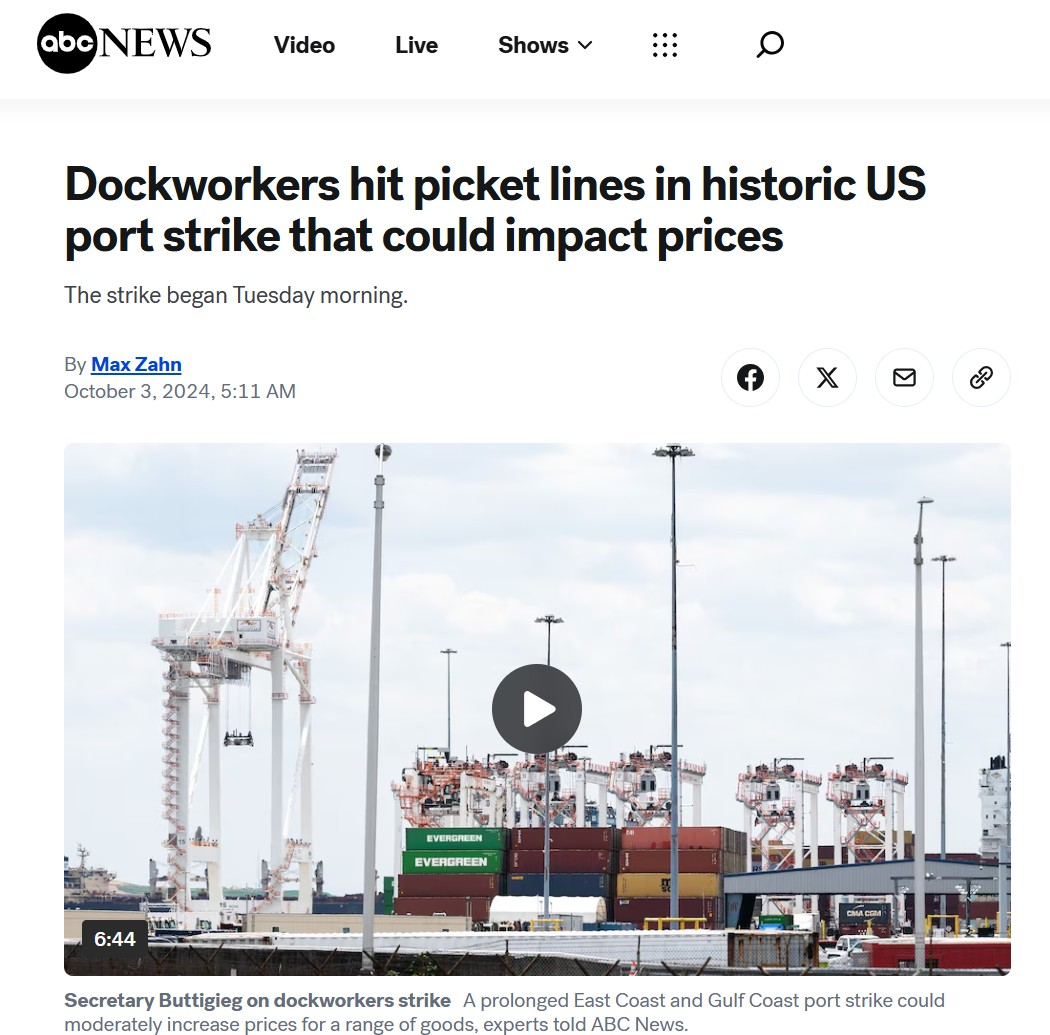 abc NEWS Video Live Shows
Dockworkers hit picket lines in historic US
port strike that could impact prices
The strike began Tuesday morning.
By Max Zahn
October 3, 2024, 5:11 AM
EVERGREEN
EVERGREEN
CMA CGM
6:44
Secretary Buttigieg on dockworkers strike A prolonged East Coast and Gulf Coast port strike could
moderately increase prices for a range of goods, experts told ABC News.